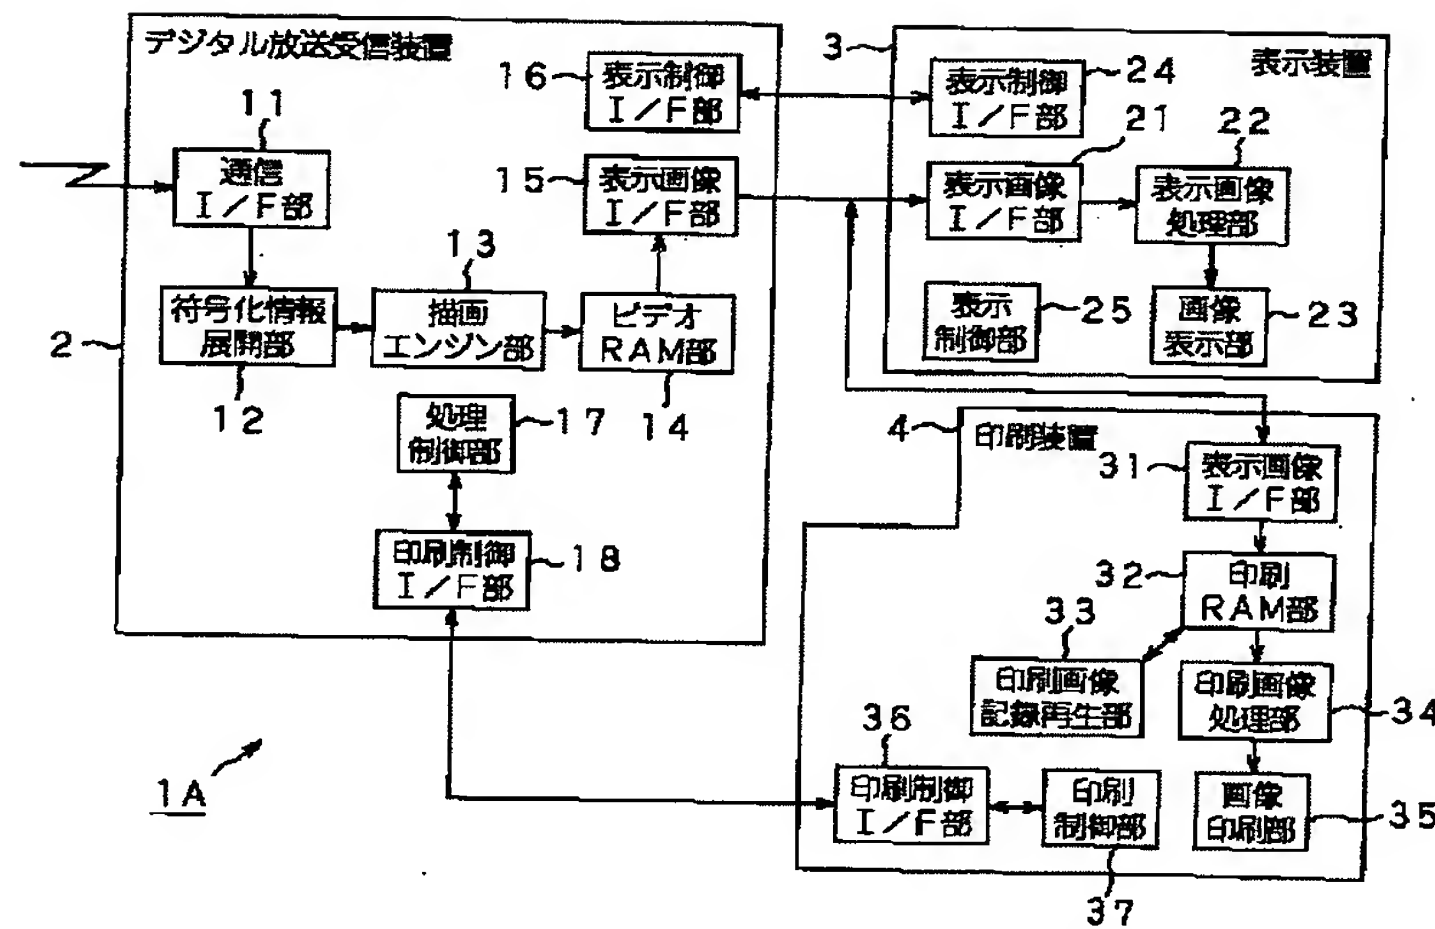 デジタル放送受信装置
16
表示制御
I/F部
11
通信
I/F部
15
表示画像
I/F部
13
符号化情報
展開部
描画
エンジン部
ビデオ
RAM部
2
12
14
処理
制御部
17
印刷制御
I/F部
18
3
表示装置
表示制御
I/F部
24
21
22
表示画像
I/F部
表示画像
処理部
表示
制御部
25
画像
表示部
23
4
印刷装置
31
表示画像
I/F部
32
印刷
RAM部
33
印刷画像
記録再生部
印刷画像
処理部
34
36
印刷制御
I/F部
印刷
制御部
画像
印刷部
35
37
1A